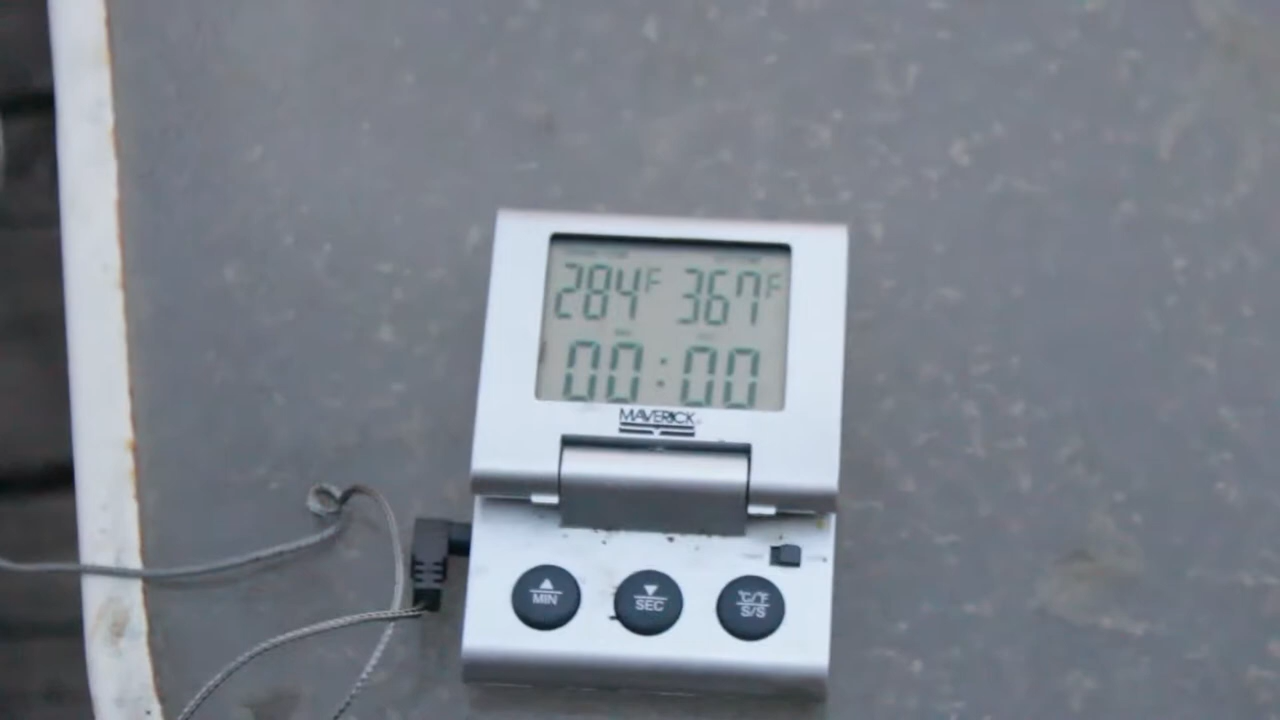 284°F 367°F
00:00
MAVERICK
▲ ▼ °C/°F
MIN SEC S/S